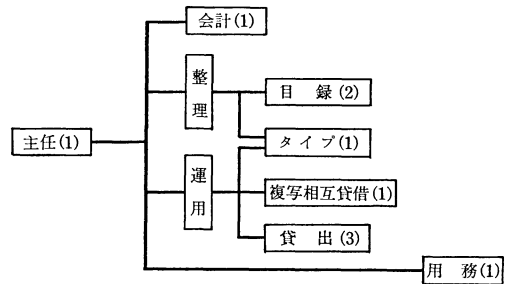 会計(1)
整理
目 録(2)
タイプ(1)
主任(1)
運用
複写相互貸借(1)
貸 出(3)
用 務(1)